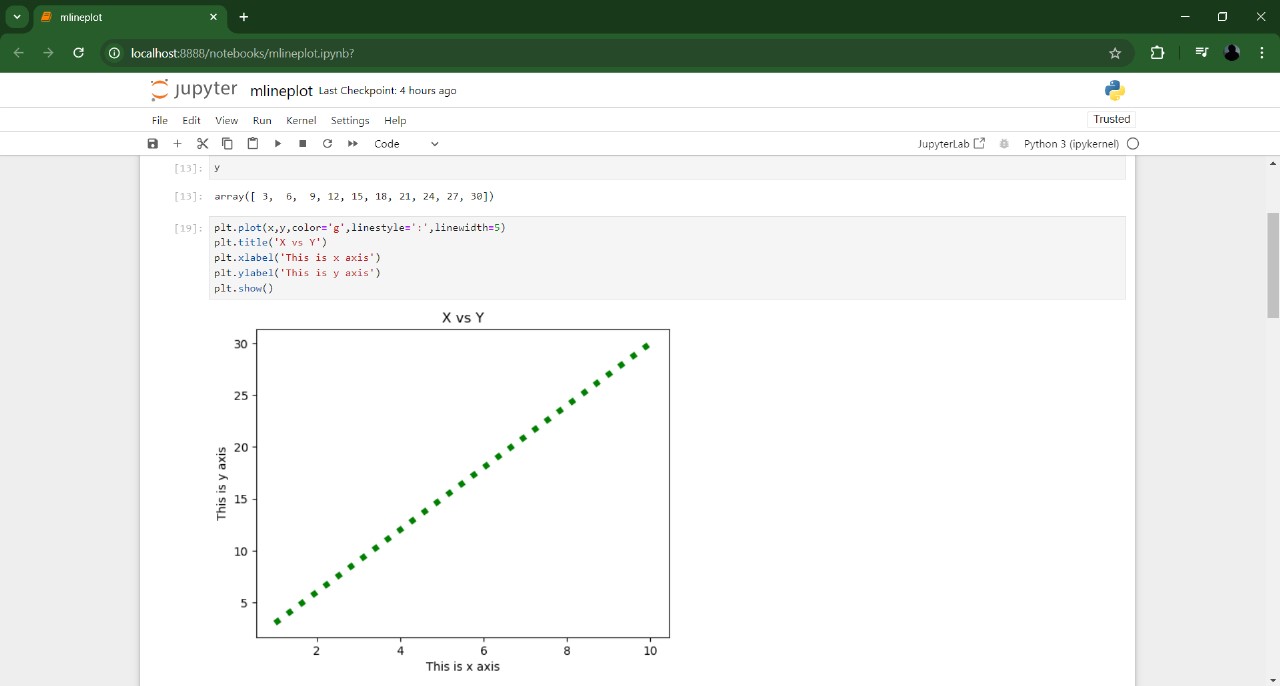 mlineplot
localhost:8888/notebooks/mlineplot.ipynb?
jupyter mlineplot Last Checkpoint: 4 hours ago
File Edit View Run Kernel Settings Help
Trusted
Code
JupyterLab
Python 3 (ipykernel)
[13]: y
[13]: array([ 3,  6,  9, 12, 15, 18, 21, 24, 27, 30])
[19]: plt.plot(x,y,color='g',linestyle=':',linewidth=5)
plt.title('X vs Y')
plt.xlabel('This is x axis')
plt.ylabel('This is y axis')
plt.show()
X vs Y
30
25
20
15
10
5
This is y axis
2 4 6 8 10
This is x axis